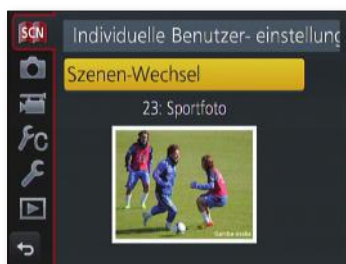 SCN
Individuelle Benutzer- einstellung
Szenen-Wechsel
23: Sportfoto
C